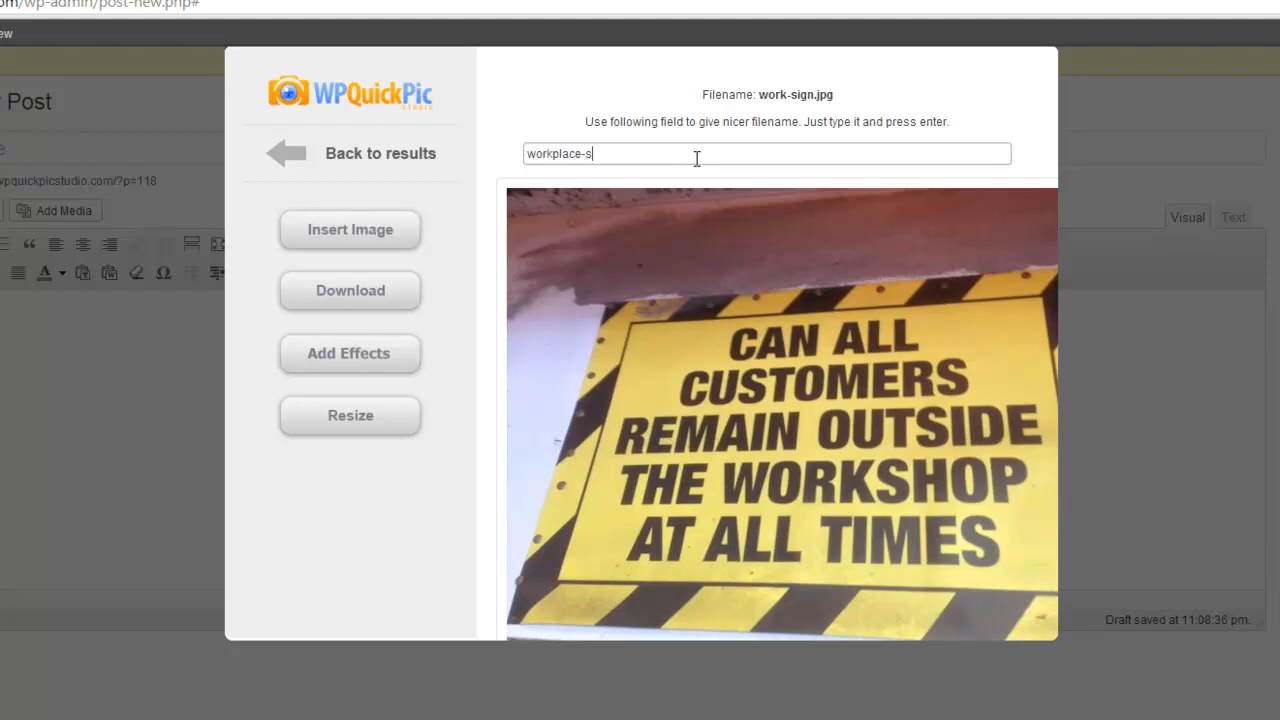 om/wp-admin/post-new.php#
ew
Post
wpquickpicstudio.com/?p=118
Add Media
Visual
Text
WPQuickPic
STUDIO
Back to results
Insert Image
Download
Add Effects
Resize
Filename: work-sign.jpg
Use following field to give nicer filename. Just type it and press enter.
workplace-s
CAN ALL
CUSTOMERS
REMAIN OUTSIDE
THE WORKSHOP
AT ALL TIMES
Draft saved at 11:08:36 pm.